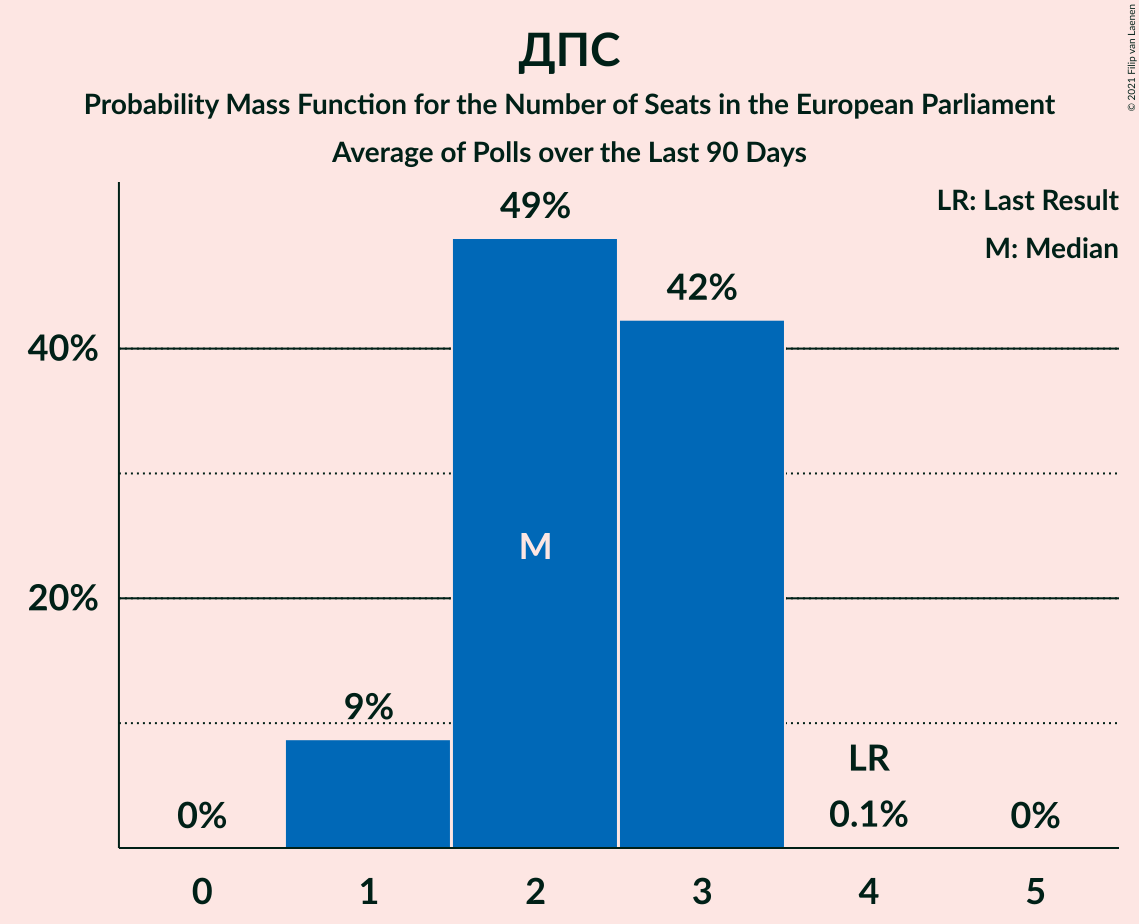 ДПС
Probability Mass Function for the Number of Seats in the European Parliament
Average of Polls over the Last 90 Days
© 2021 Filip van Laenen
LR: Last Result
M: Median
49%
42%
40%
M
20%
9%
LR
0%
0.1%
0%
0 1 2 3 4 5